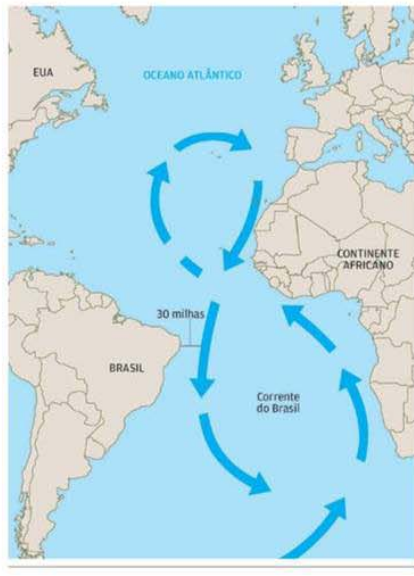 EUA
OCEANO ATLÂNTICO
CONTINENTE
AFRICANO
30 milhas
BRASIL
Corrente
do Brasil